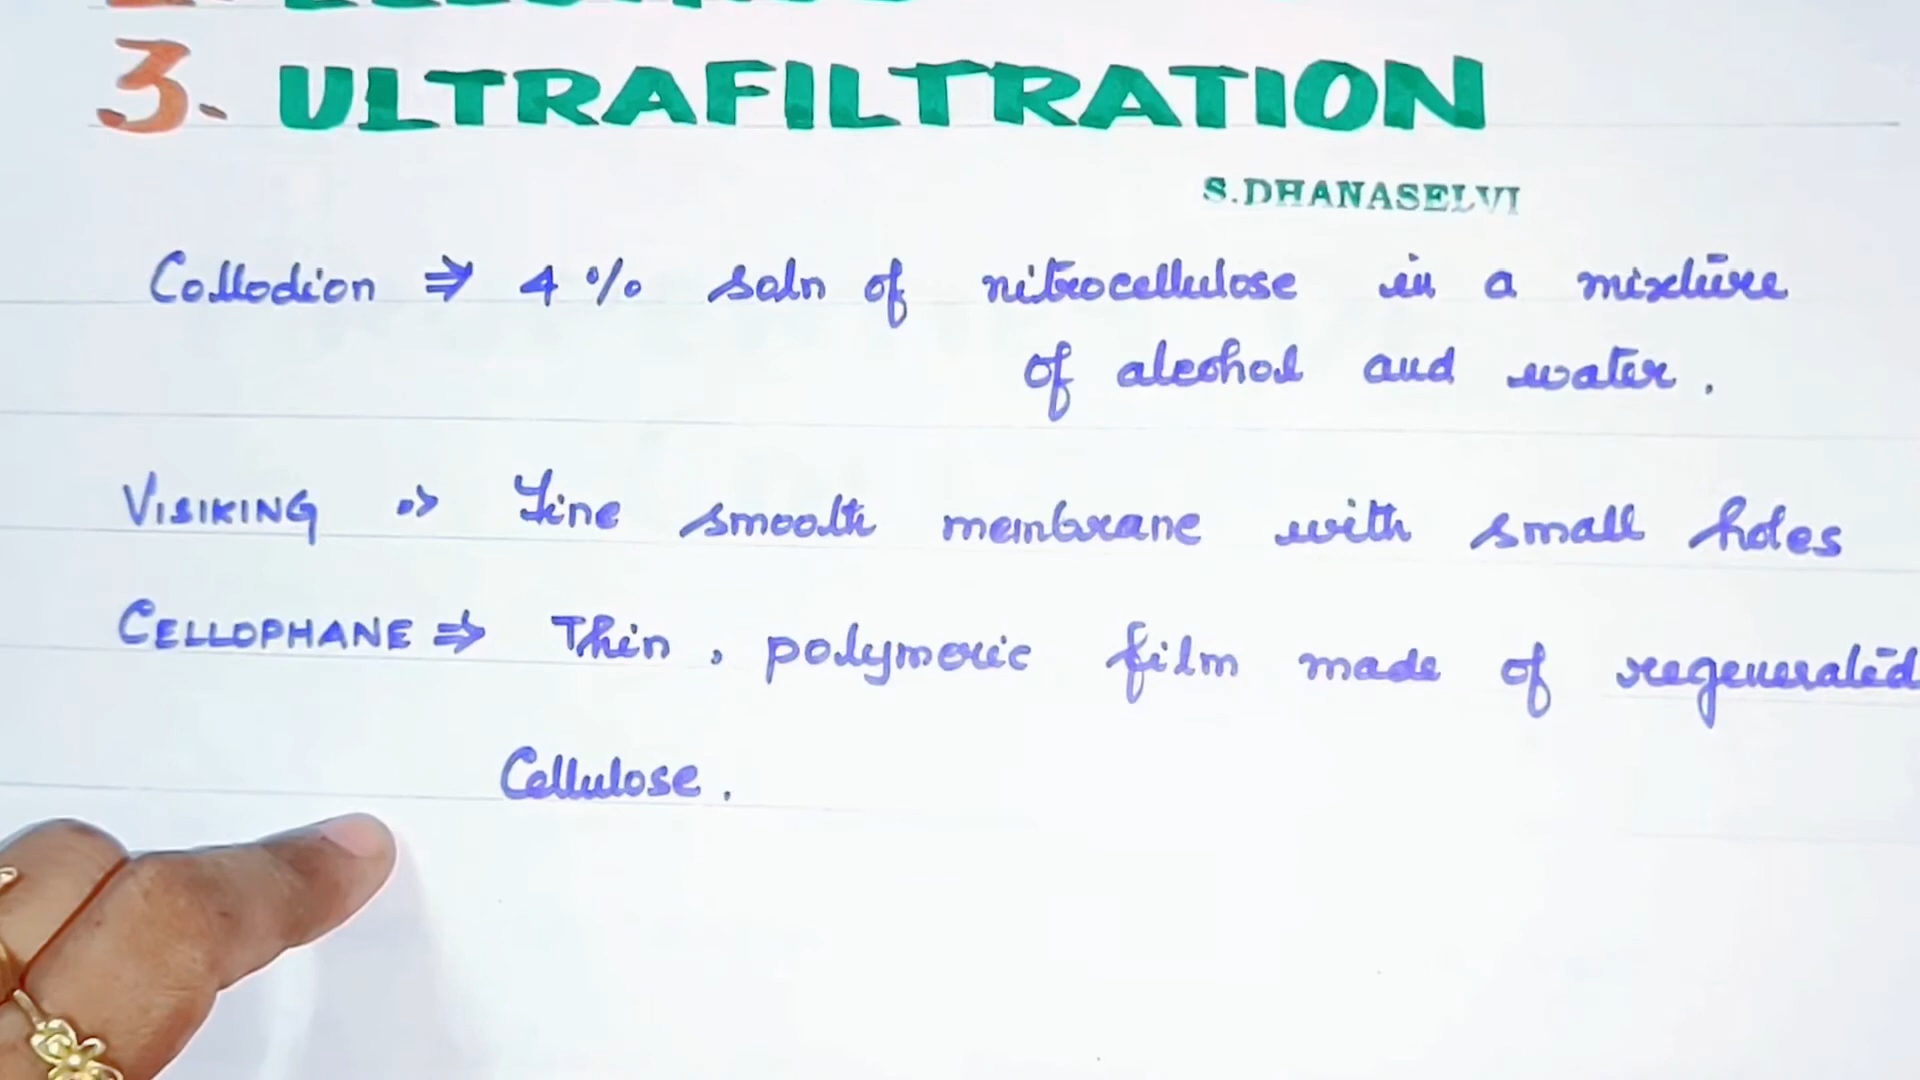 3. ULTRAFILTRATION
S.DHANASELVI
Collodion ⇒ 4% soln of nitrocellulose in a mixture
of alcohol and water.
VISIKING ⇒ Fine smooth membrane with small holes
CELLOPHANE ⇒ Thin, polymeric film made of regenerated
Cellulose.